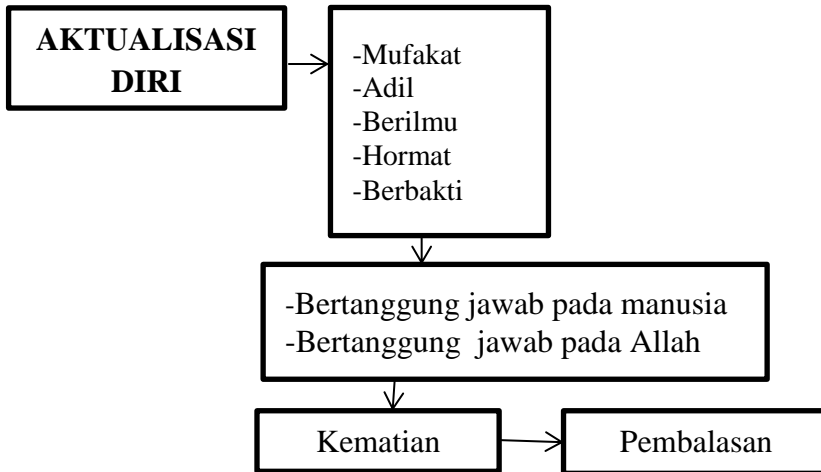 AKTUALISASI
DIRI
-Mufakat
-Adil
-Berilmu
-Hormat
-Berbakti
-Bertanggung jawab pada manusia
-Bertanggung  jawab pada Allah
Kematian
Pembalasan